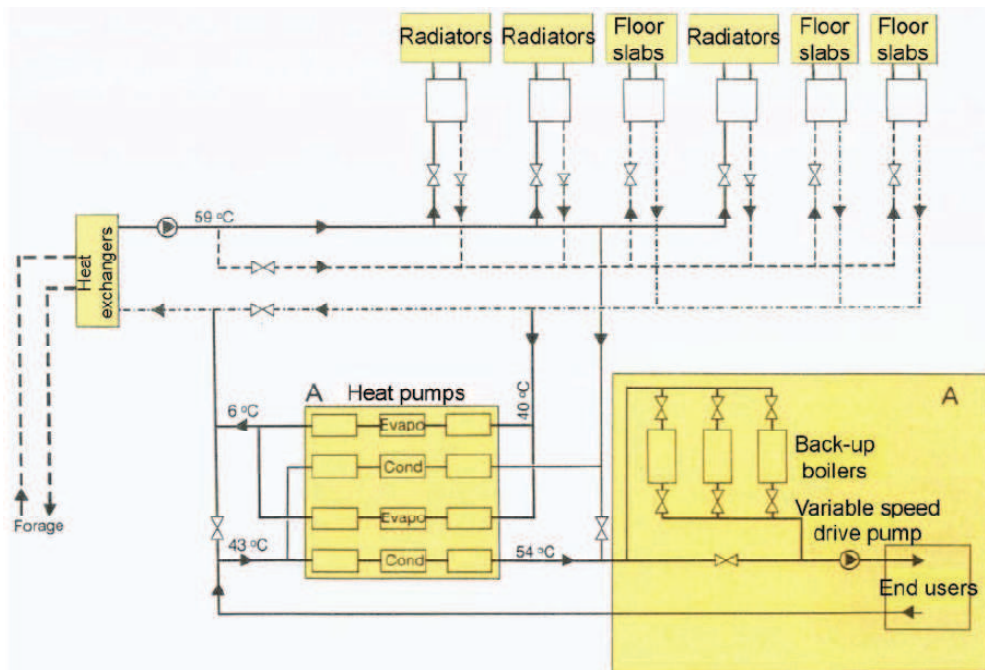 Radiators
Radiators
Floor
slabs
Radiators
Floor
slabs
Floor
slabs
59 °C
Heat
exchangers
A
Heat pumps
40 °C
A
6 °C
Evapo
Cond
Back-up
boilers
Evapo
Variable speed
drive pump
Forage
43 °C
Cond
54 °C
End users